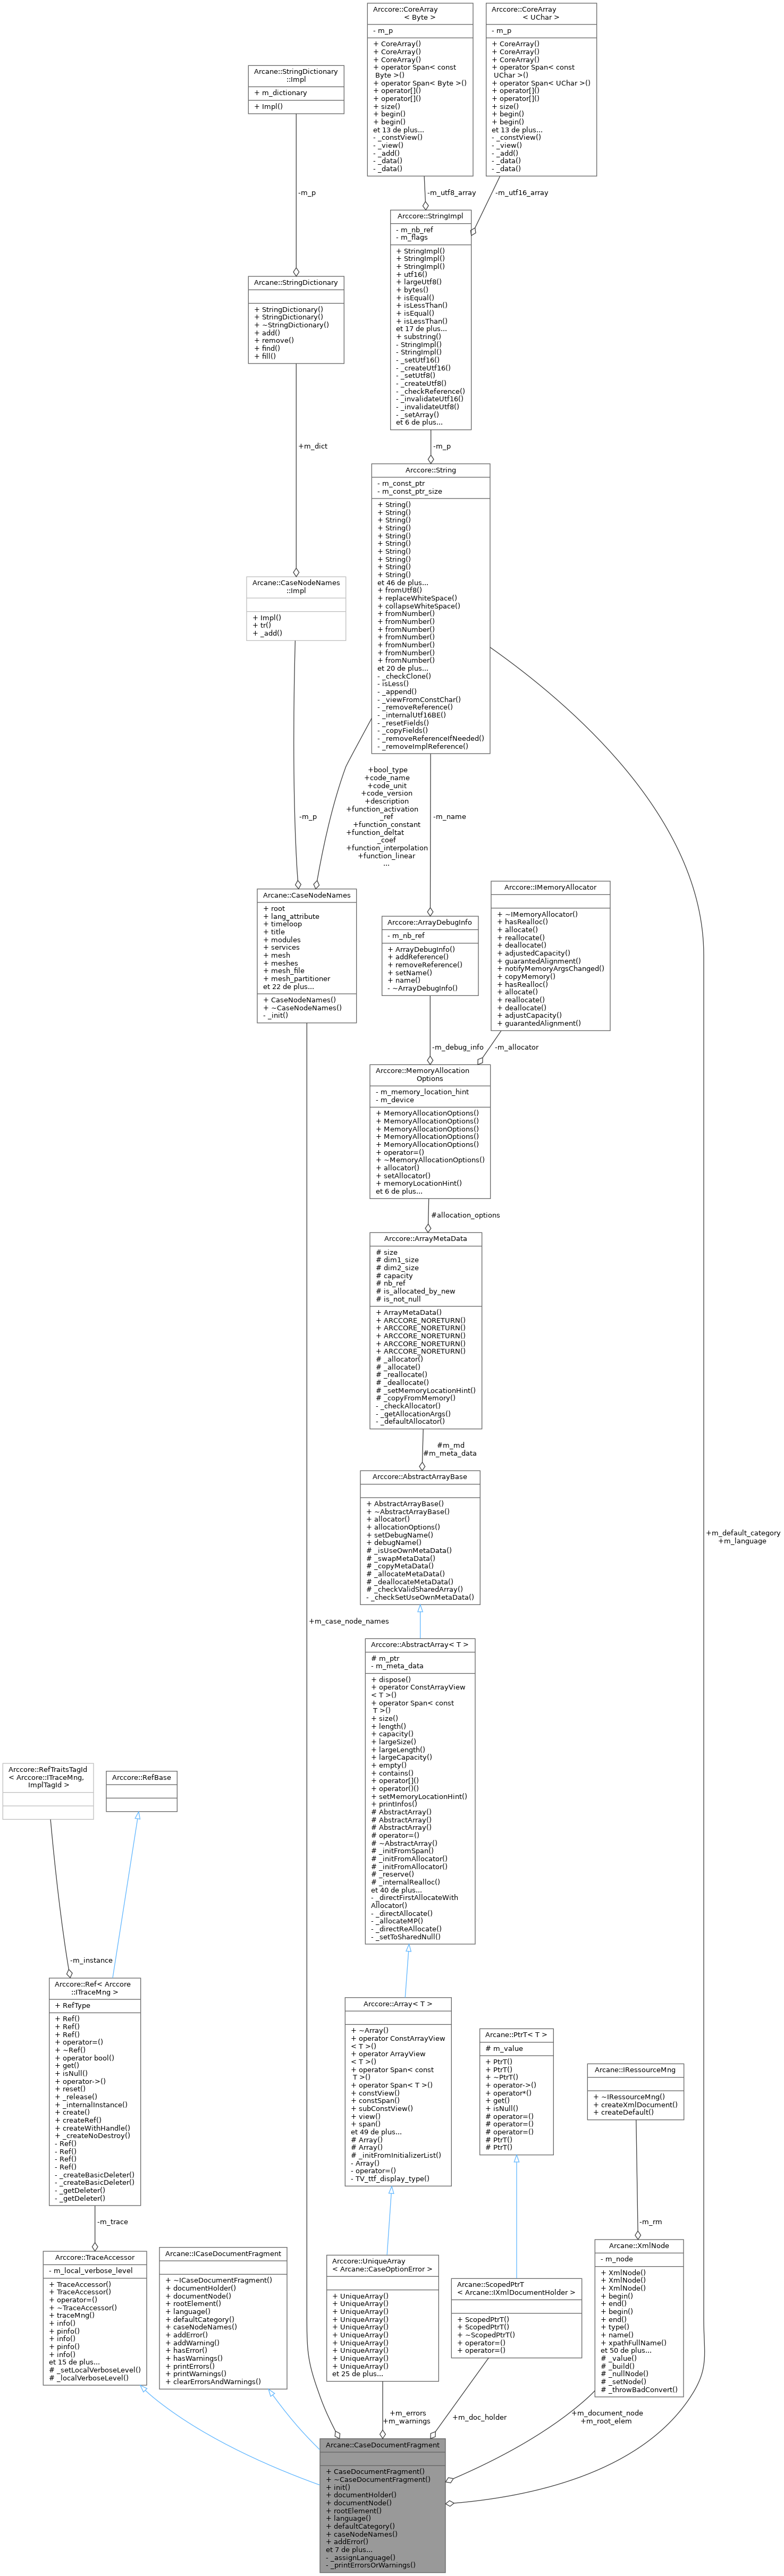 Arccore::CoreArray
< Byte >
- m_p
+ CoreArray()
+ CoreArray()
+ CoreArray()
+ operator Span< const
Byte >()
+ operator Span< Byte >()
+ operator[]()
+ operator[]()
+ size()
+ begin()
+ begin()
et 13 de plus...
- _constView()
- _view()
- _add()
- _data()
- _data()
Arccore::CoreArray
< UChar >
- m_p
+ CoreArray()
+ CoreArray()
+ CoreArray()
+ operator Span< const
UChar >()
+ operator Span< UChar >()
+ operator[]()
+ operator[]()
+ size()
+ begin()
+ begin()
et 13 de plus...
- _constView()
- _view()
- _add()
- _data()
- _data()
Arcane::StringDictionary
::Impl
+ m_dictionary
+ Impl()
-m_p
-m_utf8_array
-m_utf16_array
Arccore::StringImpl
- m_nb_ref
- m_flags
+ StringImpl()
+ StringImpl()
+ StringImpl()
+ utf16()
+ largeUtf8()
+ bytes()
+ isEqual()
+ isLessThan()
+ isEqual()
+ isLessThan()
et 17 de plus...
+ substring()
- StringImpl()
- StringImpl()
- _setUtf16()
- _createUtf16()
- _setUtf8()
- _createUtf8()
- _checkReference()
- _invalidateUtf16()
- _invalidateUtf8()
- _setArray()
et 6 de plus...
Arcane::StringDictionary
+ StringDictionary()
+ StringDictionary()
+ ~StringDictionary()
+ add()
+ remove()
+ find()
+ fill()
+m_dict
-m_p
Arccore::String
- m_const_ptr
- m_const_ptr_size
+ String()
+ String()
+ String()
+ String()
+ String()
+ String()
+ String()
+ String()
+ String()
+ String()
et 46 de plus...
+ fromUtf8()
+ replaceWhiteSpace()
+ collapseWhiteSpace()
+ fromNumber()
+ fromNumber()
+ fromNumber()
+ fromNumber()
+ fromNumber()
+ fromNumber()
+ fromNumber()
et 20 de plus...
- _checkClone()
- isLess()
- _append()
- _viewFromConstChar()
- _removeReference()
- _internalUtf16BE()
- _resetFields()
- _copyFields()
- _removeReferenceIfNeeded()
- _removeImplReference()
Arcane::CaseNodeNames
::Impl
+ Impl()
+ tr()
+ _add()
-m_p
+bool_type
+code_name
+code_unit
+code_version
+description
+function_activation
_ref
+function_constant
+function_deltat
_coef
+function_interpolation
+function_linear
...
-m_name
Arcane::CaseNodeNames
+ root
+ lang_attribute
+ timeloop
+ title
+ modules
+ services
+ mesh
+ meshes
+ mesh_file
+ mesh_partitioner
et 22 de plus...
+ CaseNodeNames()
+ ~CaseNodeNames()
- _init()
Arccore::ArrayDebugInfo
- m_nb_ref
+ ArrayDebugInfo()
+ addReference()
+ removeReference()
+ setName()
+ name()
- ~ArrayDebugInfo()
Arccore::IMemoryAllocator
+ ~IMemoryAllocator()
+ hasRealloc()
+ allocate()
+ reallocate()
+ deallocate()
+ adjustedCapacity()
+ guarantedAlignment()
+ notifyMemoryArgsChanged()
+ copyMemory()
+ hasRealloc()
+ allocate()
+ reallocate()
+ deallocate()
+ adjustCapacity()
+ guarantedAlignment()
-m_debug_info
-m_allocator
Arccore::MemoryAllocation
Options
- m_memory_location_hint
- m_device
+ MemoryAllocationOptions()
+ MemoryAllocationOptions()
+ MemoryAllocationOptions()
+ MemoryAllocationOptions()
+ MemoryAllocationOptions()
+ operator=()
+ ~MemoryAllocationOptions()
+ allocator()
+ setAllocator()
+ memoryLocationHint()
et 6 de plus...
#allocation_options
Arccore::ArrayMetaData
# size
# dim1_size
# dim2_size
# capacity
# nb_ref
# is_allocated_by_new
# is_not_null
+ ArrayMetaData()
+ ARCCORE_NORETURN()
+ ARCCORE_NORETURN()
+ ARCCORE_NORETURN()
+ ARCCORE_NORETURN()
+ ARCCORE_NORETURN()
# _allocator()
# _allocate()
# _reallocate()
# _deallocate()
# _setMemoryLocationHint()
# _copyFromMemory()
- _checkAllocator()
- _getAllocationArgs()
- _defaultAllocator()
#m_md
#m_meta_data
Arccore::AbstractArrayBase
+ AbstractArrayBase()
+ ~AbstractArrayBase()
+ allocator()
+ allocationOptions()
+ setDebugName()
+ debugName()
# _isUseOwnMetaData()
# _swapMetaData()
# _copyMetaData()
# _allocateMetaData()
# _deallocateMetaData()
# _checkValidSharedArray()
- _checkSetUseOwnMetaData()
+m_default_category
+m_language
+m_case_node_names
Arccore::AbstractArray< T >
# m_ptr
- m_meta_data
+ dispose()
+ operator ConstArrayView
< T >()
+ operator Span< const
T >()
+ size()
+ length()
+ capacity()
+ largeSize()
+ largeLength()
+ largeCapacity()
+ empty()
+ contains()
+ operator[]()
+ operator()()
+ setMemoryLocationHint()
+ printInfos()
# AbstractArray()
# AbstractArray()
# AbstractArray()
# operator=()
# ~AbstractArray()
# _initFromSpan()
# _initFromAllocator()
# _initFromAllocator()
# _reserve()
# _internalRealloc()
et 40 de plus...
- _directFirstAllocateWith
Allocator()
- _directAllocate()
- _allocateMP()
- _directReAllocate()
- _setToSharedNull()
Arccore::RefTraitsTagId
< Arccore::ITraceMng,
ImplTagId >
Arccore::RefBase
-m_instance
Arccore::Ref< Arccore
::ITraceMng >
+ RefType
+ Ref()
+ Ref()
+ Ref()
+ operator=()
+ ~Ref()
+ operator bool()
+ get()
+ isNull()
+ operator->()
+ reset()
+ _release()
+ _internalInstance()
+ create()
+ createRef()
+ createWithHandle()
+ _createNoDestroy()
- Ref()
- Ref()
- Ref()
- Ref()
- _createBasicDeleter()
- _createBasicDeleter()
- _getDeleter()
- _getDeleter()
Arccore::Array< T >
+ ~Array()
+ operator ConstArrayView
< T >()
+ operator ArrayView
< T >()
+ operator Span< const
T >()
+ operator Span< T >()
+ constView()
+ constSpan()
+ subConstView()
+ view()
+ span()
et 49 de plus...
# Array()
# Array()
# _initFromInitializerList()
- Array()
- operator=()
- TV_ttf_display_type()
Arcane::PtrT< T >
# m_value
+ PtrT()
+ PtrT()
+ ~PtrT()
+ operator->()
+ operator*()
+ get()
+ isNull()
# operator=()
# operator=()
# operator=()
# PtrT()
# PtrT()
Arcane::IRessourceMng
+ ~IRessourceMng()
+ createXmlDocument()
+ createDefault()
-m_trace
-m_rm
Arccore::TraceAccessor
- m_local_verbose_level
+ TraceAccessor()
+ TraceAccessor()
+ operator=()
+ ~TraceAccessor()
+ traceMng()
+ info()
+ pinfo()
+ info()
+ pinfo()
+ info()
et 15 de plus...
# _setLocalVerboseLevel()
# _localVerboseLevel()
Arcane::ICaseDocumentFragment
+ ~ICaseDocumentFragment()
+ documentHolder()
+ documentNode()
+ rootElement()
+ language()
+ defaultCategory()
+ caseNodeNames()
+ addError()
+ addWarning()
+ hasError()
+ hasWarnings()
+ printErrors()
+ printWarnings()
+ clearErrorsAndWarnings()
Arccore::UniqueArray
< Arcane::CaseOptionError >
+ UniqueArray()
+ UniqueArray()
+ UniqueArray()
+ UniqueArray()
+ UniqueArray()
+ UniqueArray()
+ UniqueArray()
+ UniqueArray()
+ UniqueArray()
+ UniqueArray()
et 25 de plus...
Arcane::ScopedPtrT
< Arcane::IXmlDocumentHolder >
+ ScopedPtrT()
+ ScopedPtrT()
+ ~ScopedPtrT()
+ operator=()
+ operator=()
Arcane::XmlNode
- m_node
+ XmlNode()
+ XmlNode()
+ XmlNode()
+ begin()
+ end()
+ begin()
+ end()
+ type()
+ name()
+ xpathFullName()
et 50 de plus...
# _value()
# _build()
# _nullNode()
# _setNode()
# _throwBadConvert()
+m_errors
+m_warnings
+m_doc_holder
+m_document_node
+m_root_elem
Arcane::CaseDocumentFragment
+ CaseDocumentFragment()
+ ~CaseDocumentFragment()
+ init()
+ documentHolder()
+ documentNode()
+ rootElement()
+ language()
+ defaultCategory()
+ caseNodeNames()
+ addError()
et 7 de plus...
- _assignLanguage()
- _printErrorsOrWarnings()